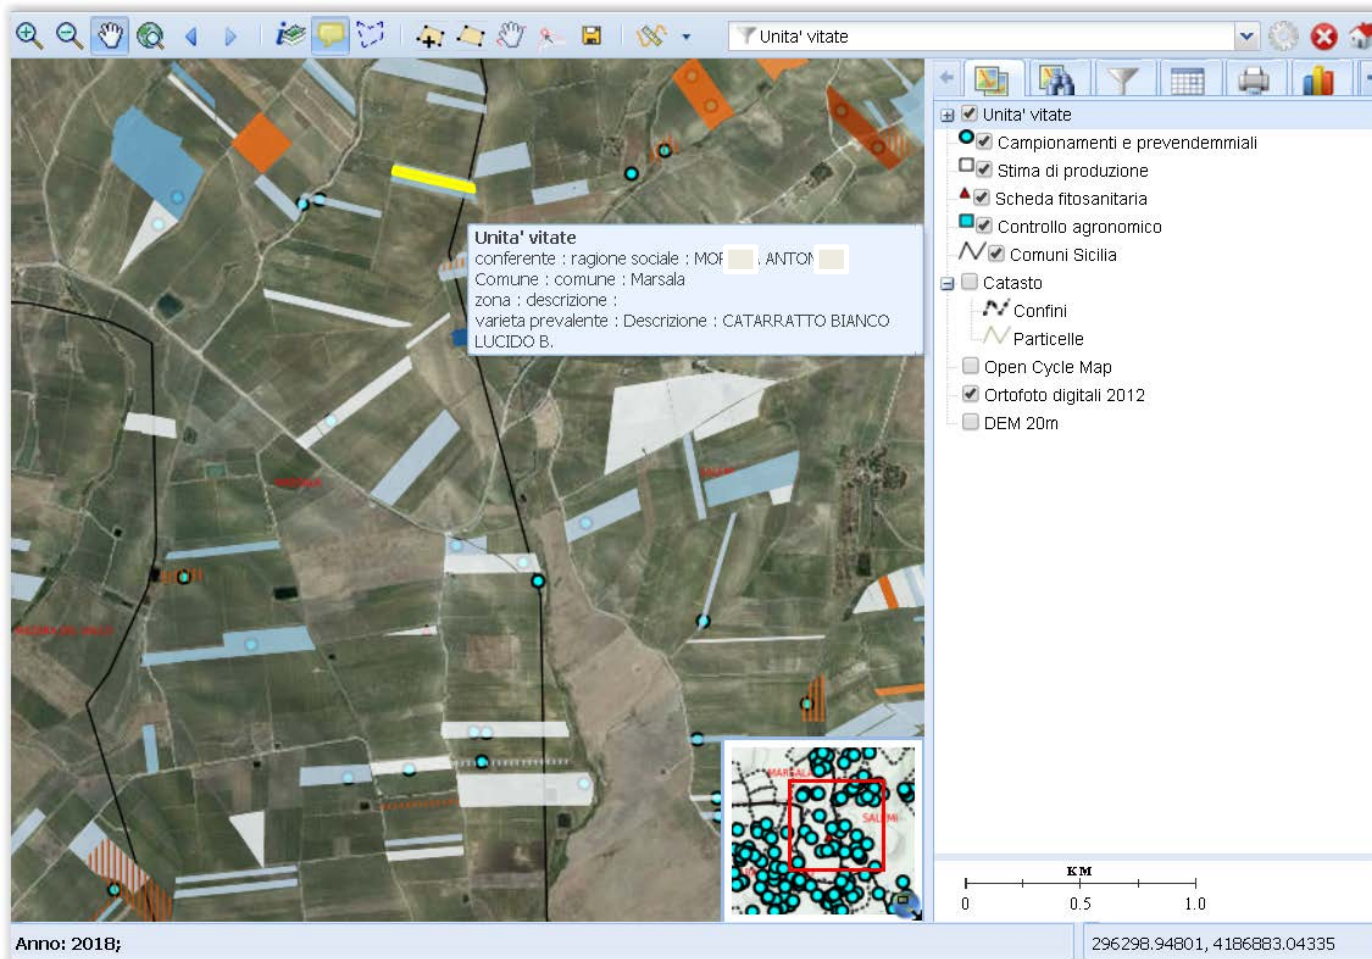 Unita' vitate
Unita' vitate
Campionamenti e prevendemmiali
Stima di produzione
Scheda fitosanitaria
Controllo agronomico
Comuni Sicilia
Catasto
Confini
Particelle
Open Cycle Map
Ortofoto digitali 2012
DEM 20m
Unita' vitate
conferente : ragione sociale : MOR ANTON
Comune : comune : Marsala
zona : descrizione :
varieta prevalente : Descrizione : CATARRATTO BIANCO
LUCIDO B.
MARSALA
SALEMI
KM
0 0.5 1.0
Anno: 2018;
296298.94801, 4186883.04335